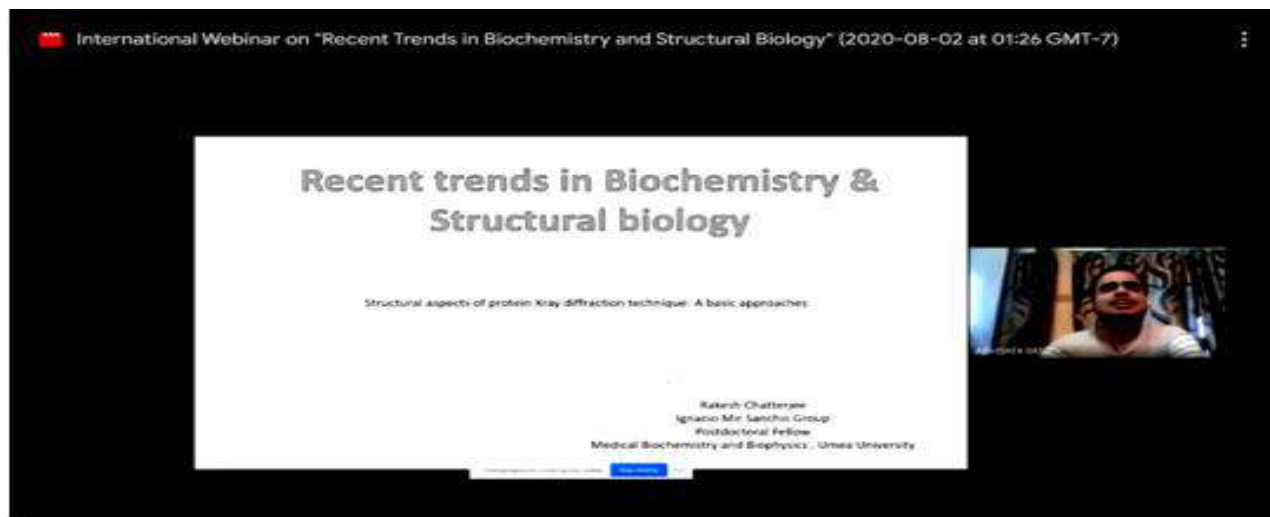 International Webinar on "Recent Trends in Biochemistry and Structural Biology" (2020-08-02 at 01:26 GMT-7)
Recent trends in Biochemistry &
Structural biology
Structural aspects of protein Xray diffraction technique: A basic approaches
Rakesh Chatterjee
Ignacio Mir Sanchis Group
Postdoctoral Fellow
Medical Biochemistry and Biophysics , Umea University